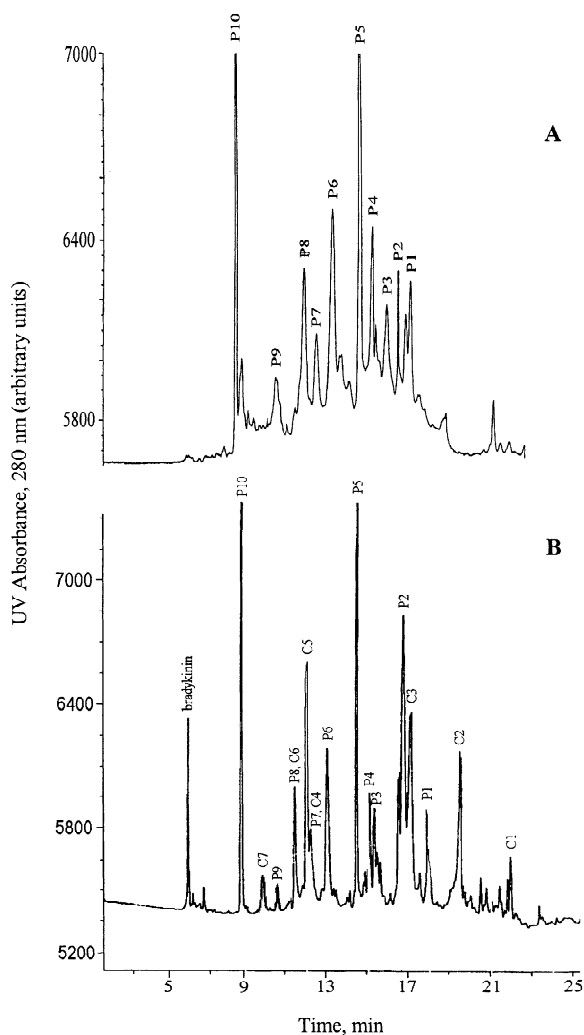 UV Absorbance, 280 nm (arbitrary units)
A
7000
6400
5800
P10
P9
P8
P7
P6
P5
P4
P3
P2
P1
B
7000
6400
5800
5200
bradykinin
P10
C7
P9
P8, C6
C5
P7, C4
P6
P5
P4
P3
P2
C3
P1
C2
C1
5 9 13 17 21 25
Time, min